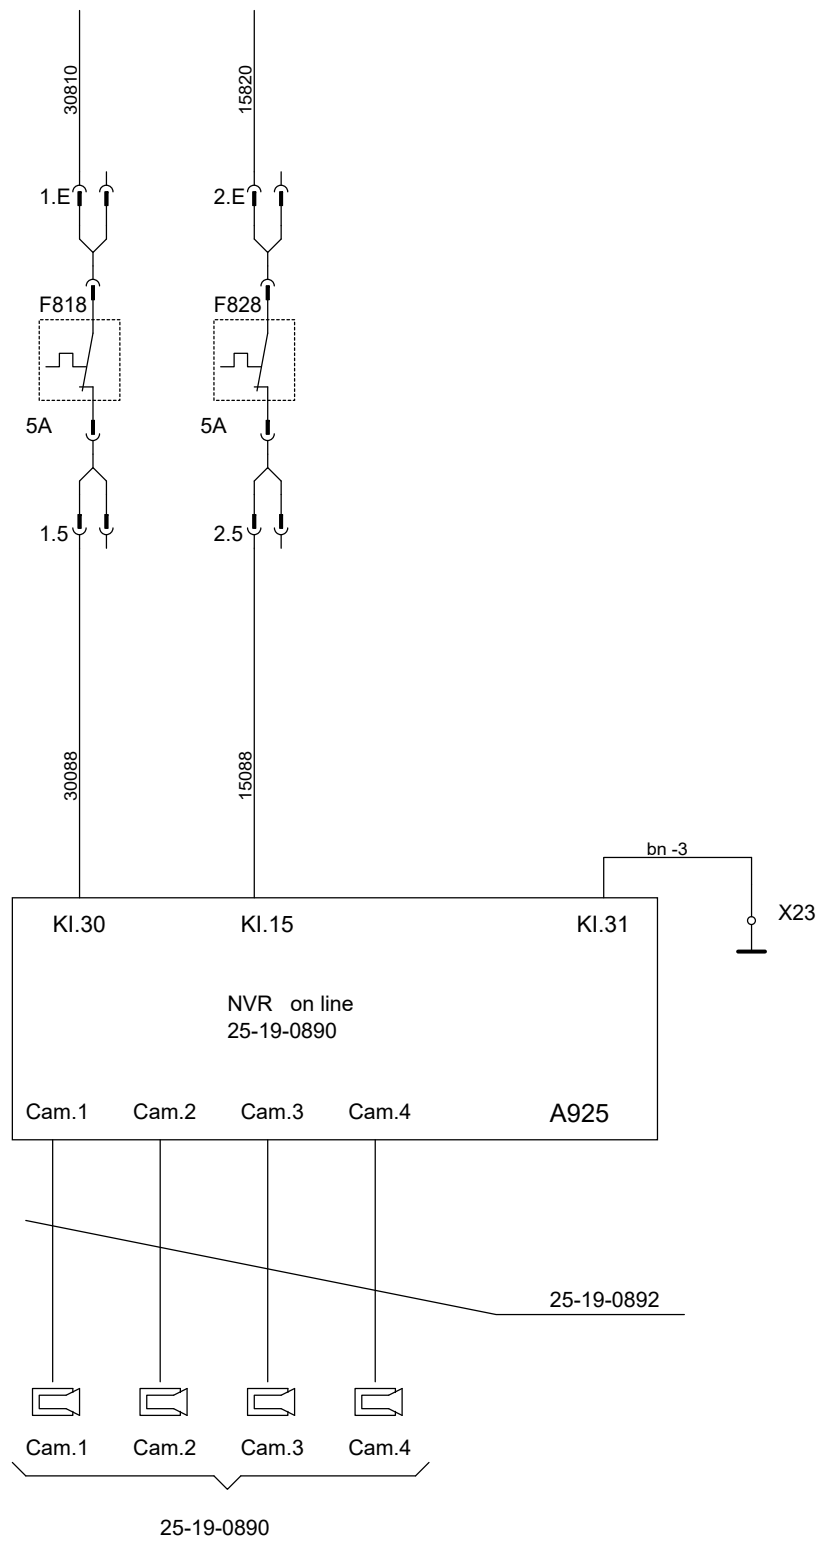 30810
15820
1.E
2.E
F818
F828
5A
5A
1.5
2.5
30088
15088
bn -3
X23
Kl.30
Kl.15
Kl.31
NVR on line
25-19-0890
Cam.1
Cam.2
Cam.3
Cam.4
A925
25-19-0892
Cam.1
Cam.2
Cam.3
Cam.4
25-19-0890